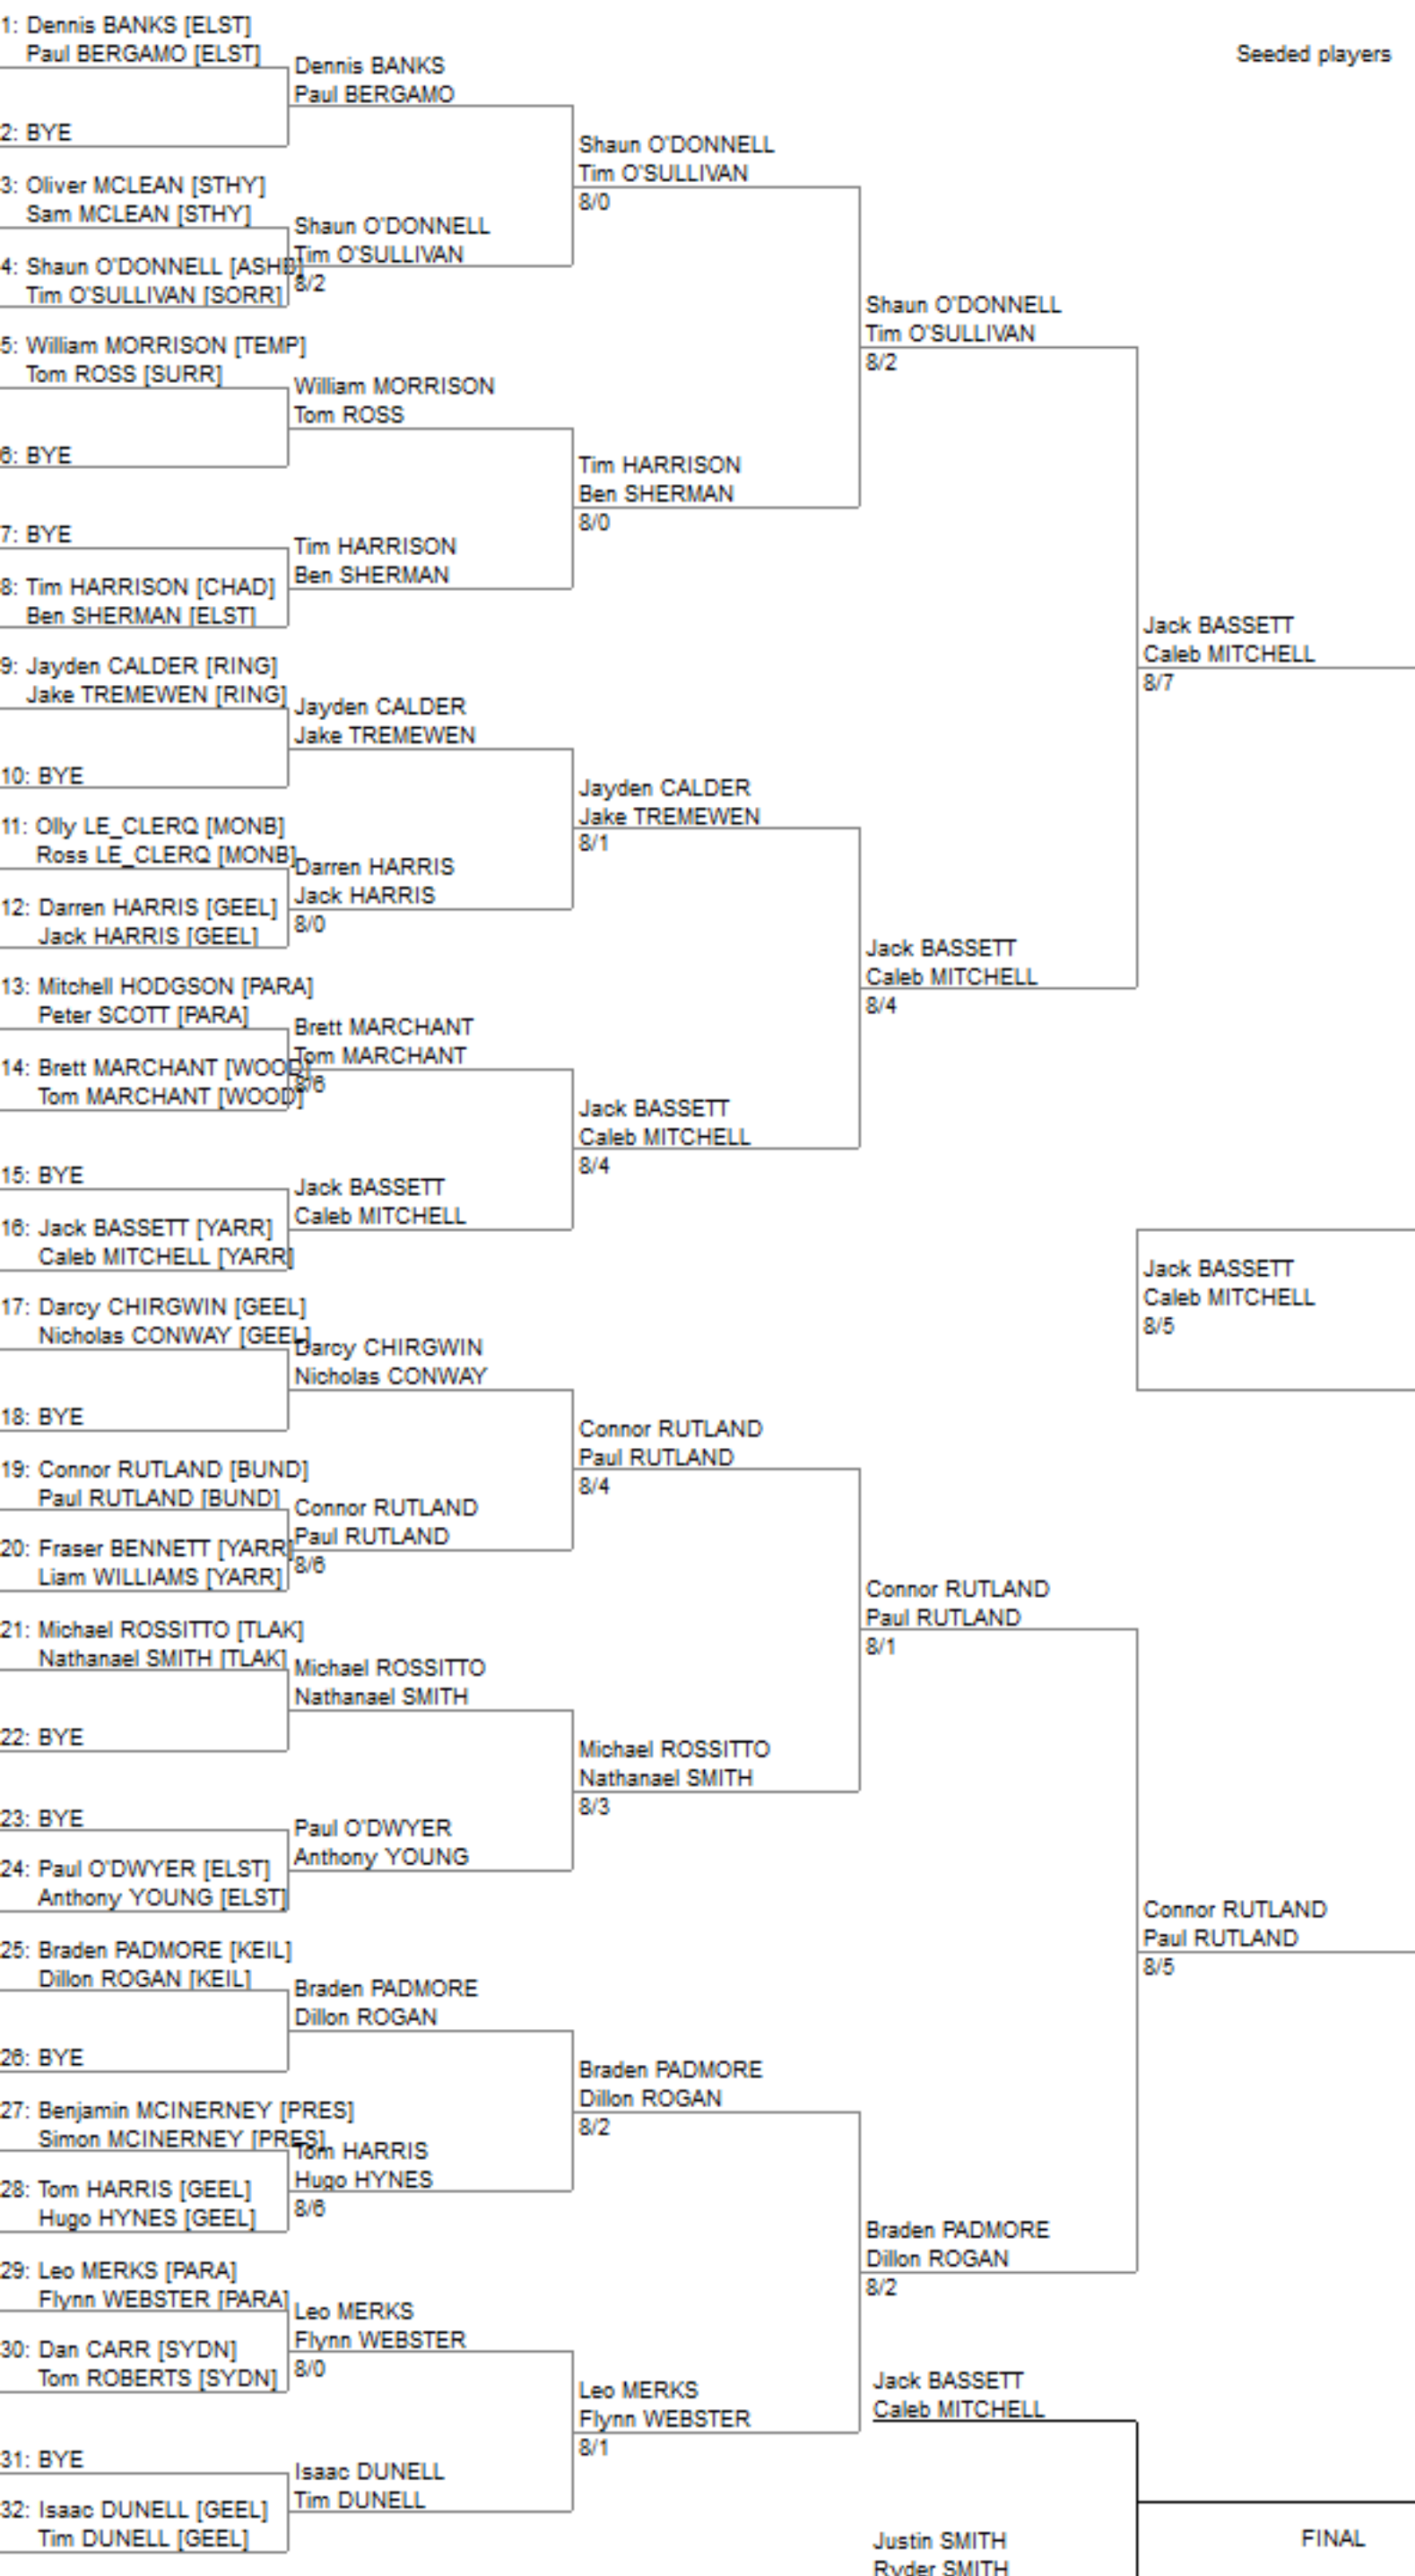 1: Dennis BANKS [ELST]
Paul BERGAMO [ELST]
2: BYE
3: Oliver MCLEAN [STHY]
Sam MCLEAN [STHY]
4: Shaun O'DONNELL [ASHB]
Tim O'SULLIVAN [SORR]
5: William MORRISON [TEMP]
Tom ROSS [SURR]
6: BYE
7: BYE
8: Tim HARRISON [CHAD]
Ben SHERMAN [ELST]
9: Jayden CALDER [RING]
Jake TREMEWEN [RING]
10: BYE
11: Olly LE_CLERQ [MONB]
Ross LE_CLERQ [MONB]
12: Darren HARRIS [GEEL]
Jack HARRIS [GEEL]
13: Mitchell HODGSON [PARA]
Peter SCOTT [PARA]
14: Brett MARCHANT [WOOD]
Tom MARCHANT [WOOD]
15: BYE
16: Jack BASSETT [YARR]
Caleb MITCHELL [YARR]
17: Darcy CHIRGWIN [GEEL]
Nicholas CONWAY [GEEL]
18: BYE
19: Connor RUTLAND [BUND]
Paul RUTLAND [BUND]
20: Fraser BENNETT [YARR]
Liam WILLIAMS [YARR]
21: Michael ROSSITTO [TLAK]
Nathanael SMITH [TLAK]
22: BYE
23: BYE
24: Paul O'DWYER [ELST]
Anthony YOUNG [ELST]
25: Braden PADMORE [KEIL]
Dillon ROGAN [KEIL]
26: BYE
27: Benjamin MCINERNEY [PRES]
Simon MCINERNEY [PRES]
28: Tom HARRIS [GEEL]
Hugo HYNES [GEEL]
29: Leo MERKS [PARA]
Flynn WEBSTER [PARA]
30: Dan CARR [SYDN]
Tom ROBERTS [SYDN]
31: BYE
32: Isaac DUNELL [GEEL]
Tim DUNELL [GEEL]
Dennis BANKS
Paul BERGAMO
Shaun O'DONNELL
Tim O'SULLIVAN
8/2
William MORRISON
Tom ROSS
Tim HARRISON
Ben SHERMAN
Jayden CALDER
Jake TREMEWEN
Darren HARRIS
Jack HARRIS
8/0
Brett MARCHANT
Tom MARCHANT
8/6
Jack BASSETT
Caleb MITCHELL
Darcy CHIRGWIN
Nicholas CONWAY
Connor RUTLAND
Paul RUTLAND
8/6
Michael ROSSITTO
Nathanael SMITH
Paul O'DWYER
Anthony YOUNG
Braden PADMORE
Dillon ROGAN
Tom HARRIS
Hugo HYNES
8/6
Leo MERKS
Flynn WEBSTER
8/0
Isaac DUNELL
Tim DUNELL
Shaun O'DONNELL
Tim O'SULLIVAN
8/0
Tim HARRISON
Ben SHERMAN
8/0
Jayden CALDER
Jake TREMEWEN
8/1
Jack BASSETT
Caleb MITCHELL
8/4
Connor RUTLAND
Paul RUTLAND
8/4
Michael ROSSITTO
Nathanael SMITH
8/3
Braden PADMORE
Dillon ROGAN
8/2
Leo MERKS
Flynn WEBSTER
8/1
Shaun O'DONNELL
Tim O'SULLIVAN
8/2
Jack BASSETT
Caleb MITCHELL
8/4
Connor RUTLAND
Paul RUTLAND
8/1
Braden PADMORE
Dillon ROGAN
8/2
Seeded players
Jack BASSETT
Caleb MITCHELL
8/7
Jack BASSETT
Caleb MITCHELL
8/5
Connor RUTLAND
Paul RUTLAND
8/5
Jack BASSETT
Caleb MITCHELL
Justin SMITH
Ryder SMITH
FINAL